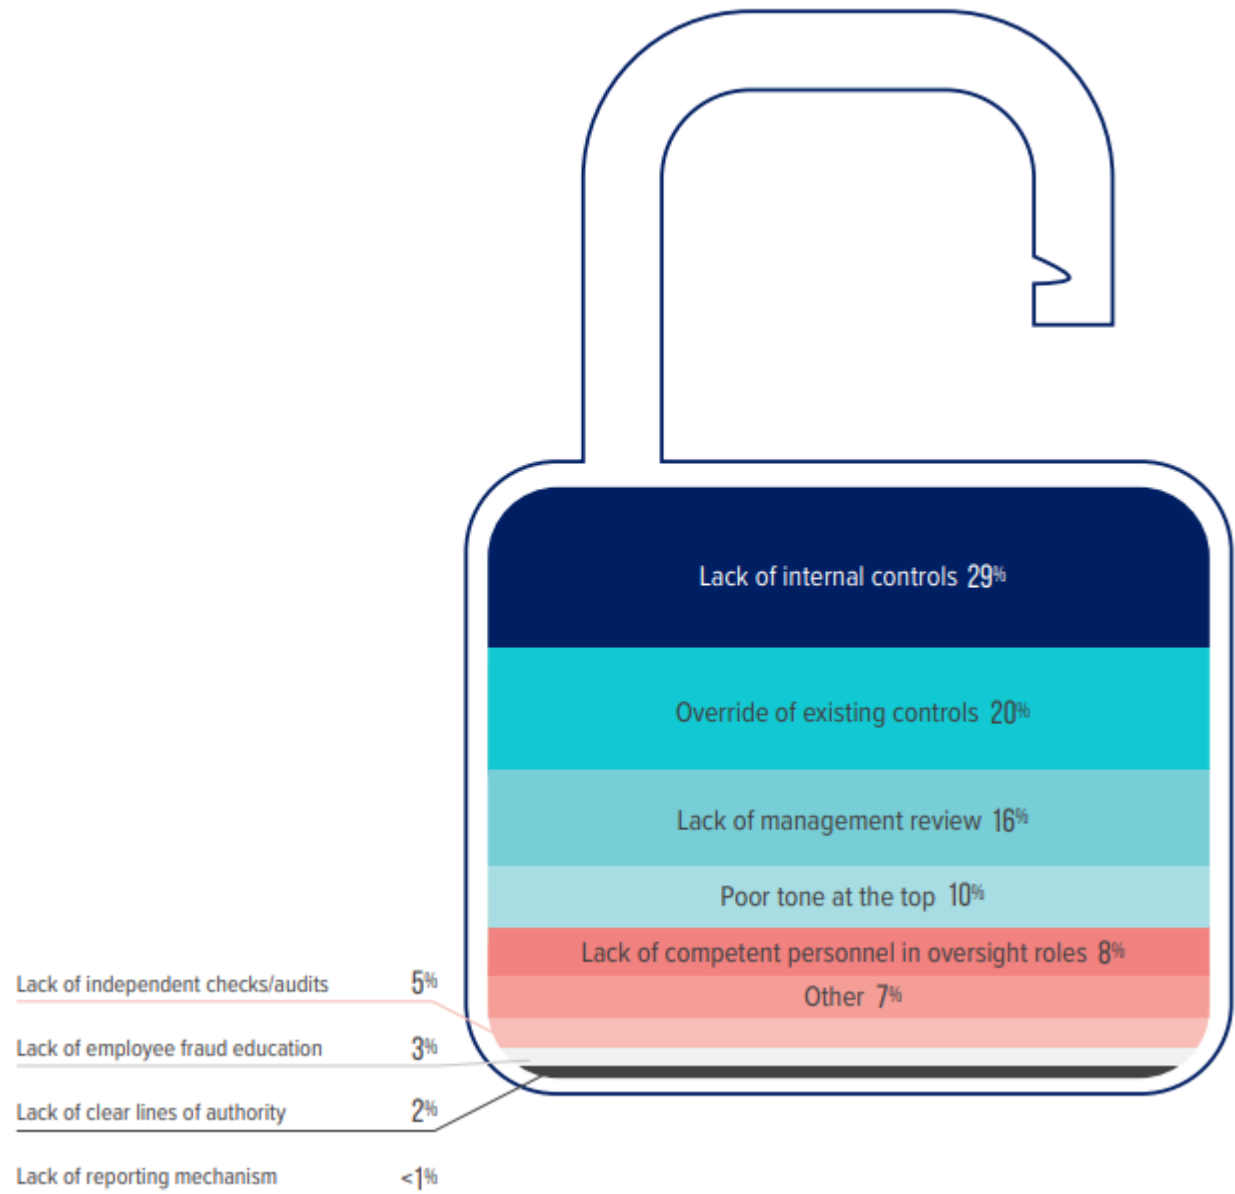 Lack of internal controls 29%
Override of existing controls 20%
Lack of management review 16%
Poor tone at the top 10%
Lack of competent personnel in oversight roles 8%
Other 7%
Lack of independent checks/audits 5%
Lack of employee fraud education 3%
Lack of clear lines of authority 2%
Lack of reporting mechanism <1%